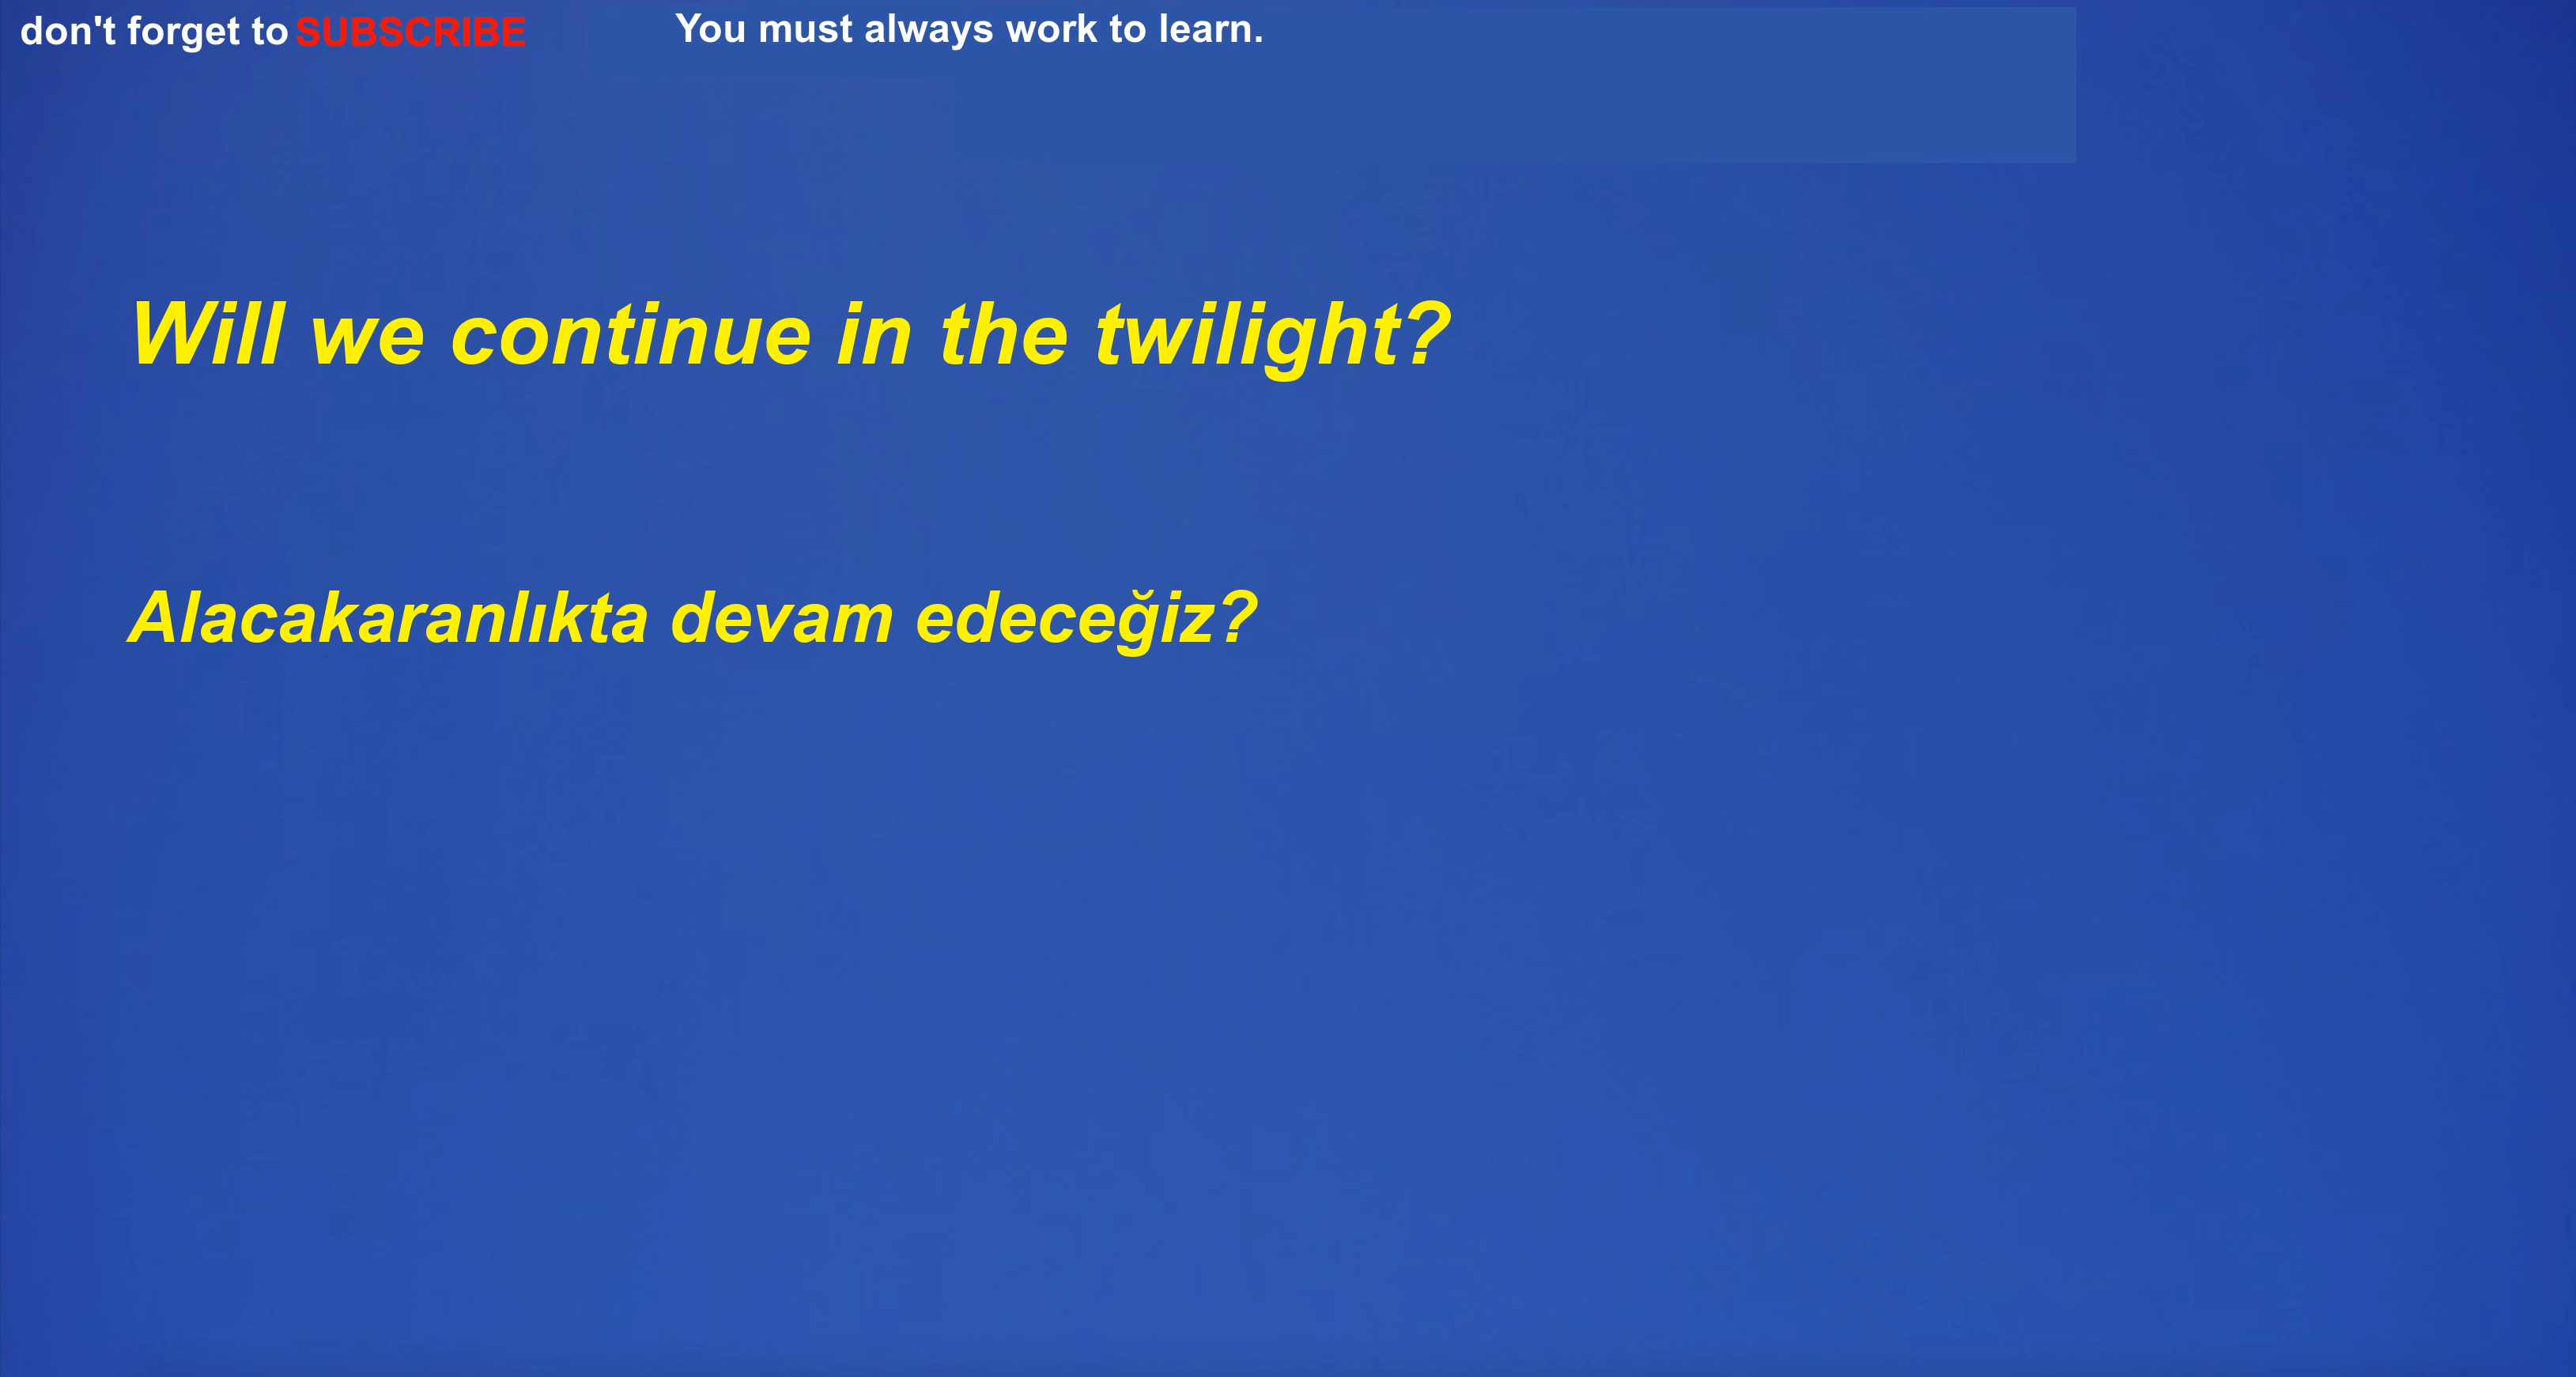 don't forget to SUBSCRIBE You must always work to learn.
Will we continue in the twilight?
Alacakaranlıkta devam edeceğiz?